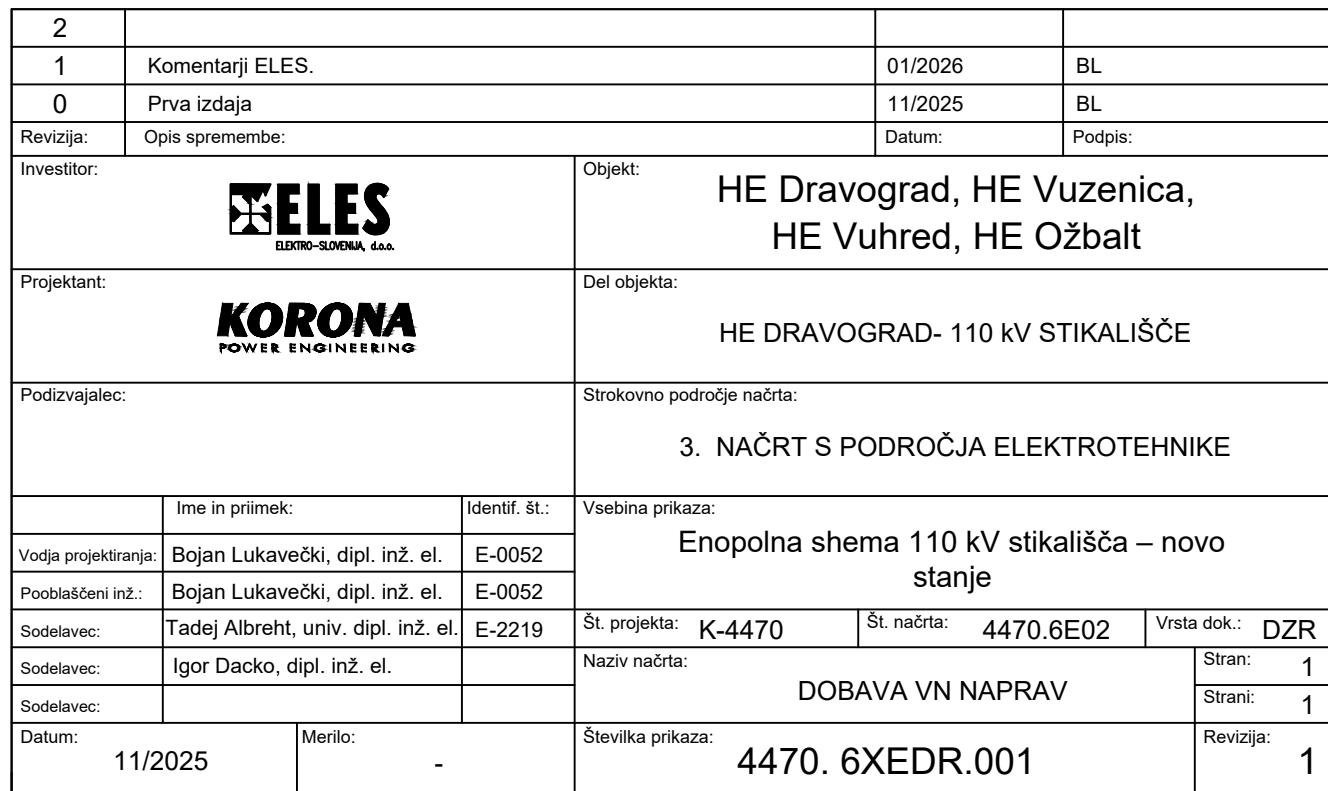 2
1 Komentarji ELES. 01/2026 BL
0 Prva izdaja 11/2025 BL
Revizija: Opis spremembe: Datum: Podpis:
Investitor:
ELES
ELEKTRO-SLOVENIJA, d.o.o.
Objekt:
HE Dravograd, HE Vuzenica,
HE Vuhred, HE Ožbalt
Projektant:
KORONA
POWER ENGINEERING
Del objekta:
HE DRAVOGRAD- 110 kV STIKALIŠČE
Podizvajalec:
Strokovno področje načrta:
3. NAČRT S PODROČJA ELEKTROTEHNIKE
Ime in priimek: Identif. št.:
Vodja projektiranja: Bojan Lukavečki, dipl. inž. el. E-0052
Pooblaščeni inž.: Bojan Lukavečki, dipl. inž. el. E-0052
Sodelavec: Tadej Albreht, univ. dipl. inž. el. E-2219
Sodelavec: Igor Dacko, dipl. inž. el.
Sodelavec:
Vsebina prikaza:
Enopolna shema 110 kV stikališča – novo
stanje
Št. projekta: K-4470 Št. načrta: 4470.6E02 Vrsta dok.: DZR
Naziv načrta:
DOBAVA VN NAPRAV
Stran: 1
Strani: 1
Datum: 11/2025
Merilo: -
Številka prikaza: 4470. 6XEDR.001
Revizija: 1